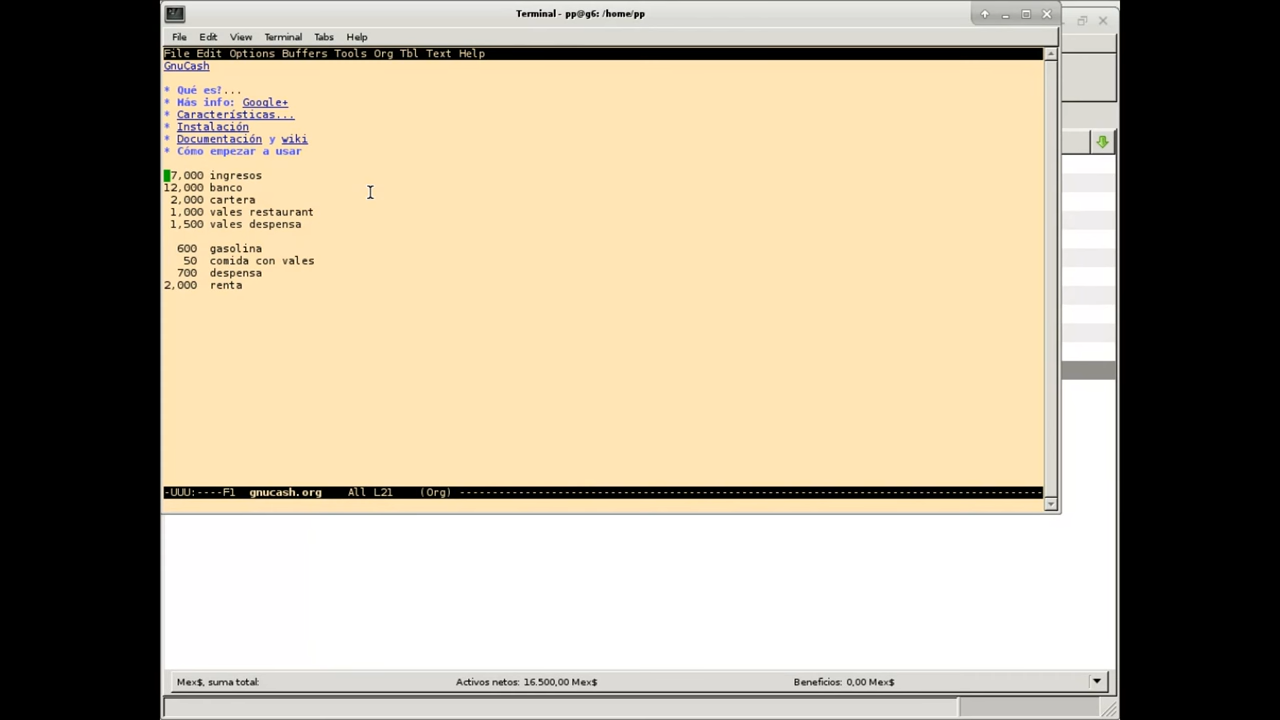 Terminal - pp@g6: /home/pp
File Edit View Terminal Tabs Help
File Edit Options Buffers Tools Org Tbl Text Help
GnuCash
* Qué es?...
* Más info: Google+
* Características...
* Instalación
* Documentación y wiki
* Cómo empezar a usar
7,000 ingresos
12,000 banco
2,000 cartera
1,000 vales restaurant
1,500 vales despensa
600 gasolina
50 comida con vales
700 despensa
2,000 renta
-UUU:----F1 gnucash.org All L21 (Org) ----------------------------------------------------------------------------------------
Mex$, suma total: Activos netos: 16.500,00 Mex$ Beneficios: 0,00 Mex$